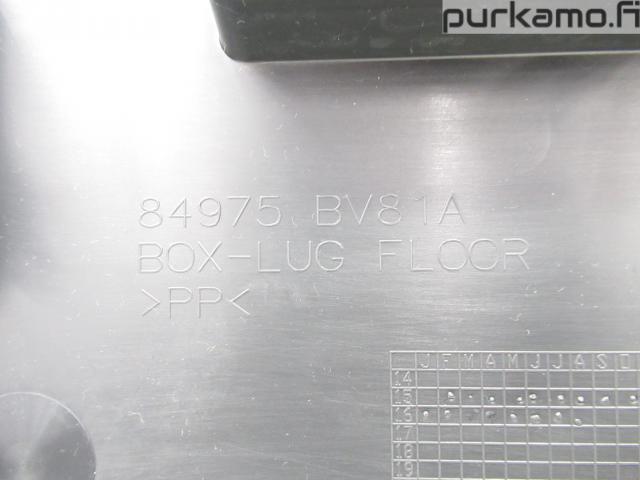 purkamo.fi
84975 BV81A
BOX-LUG FLOOR
>PP<
J F M A M J J A S O
14
15
16
17
18
19